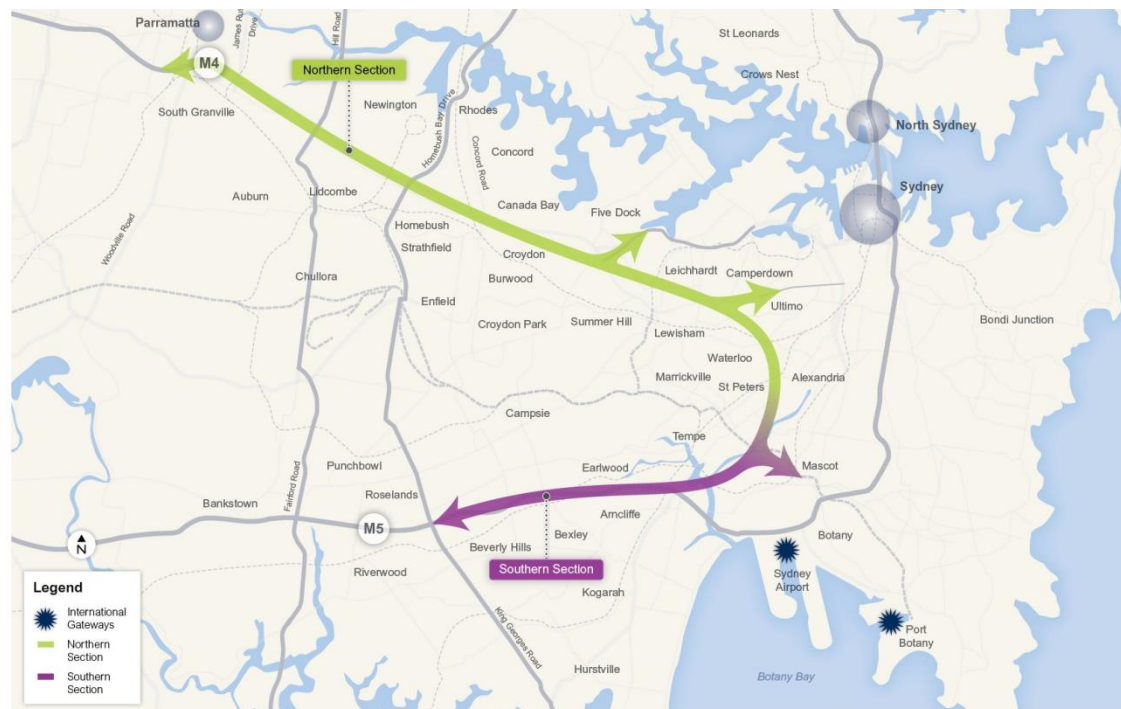 Parramatta
James Ruse
Drive
Hill Road
M4
Northern Section
St Leonards
Crows Nest
South Granville
Newington
Homebush Bay Drive
Rhodes
North Sydney
Concord Road
Concord
Auburn
Lidcombe
Sydney
Canada Bay
Five Dock
Woodville Road
Homebush
Strathfield
Croydon
Burwood
Chullora
Leichhardt
Camperdown
Enfield
Ultimo
Croydon Park
Summer Hill
Bondi Junction
Lewisham
Waterloo
Marrickville
St Peters
Alexandria
Campsie
Tempe
Punchbowl
Earlwood
Mascot
Fairford Road
Roselands
Bankstown
Arncliffe
M5
Bexley
Botany
N
Beverly Hills
Southern Section
Riverwood
Sydney
Airport
Kogarah
King Georges Road
Port
Botany
Hurstville
Botany Bay
Legend
International
Gateways
Northern
Section
Southern
Section